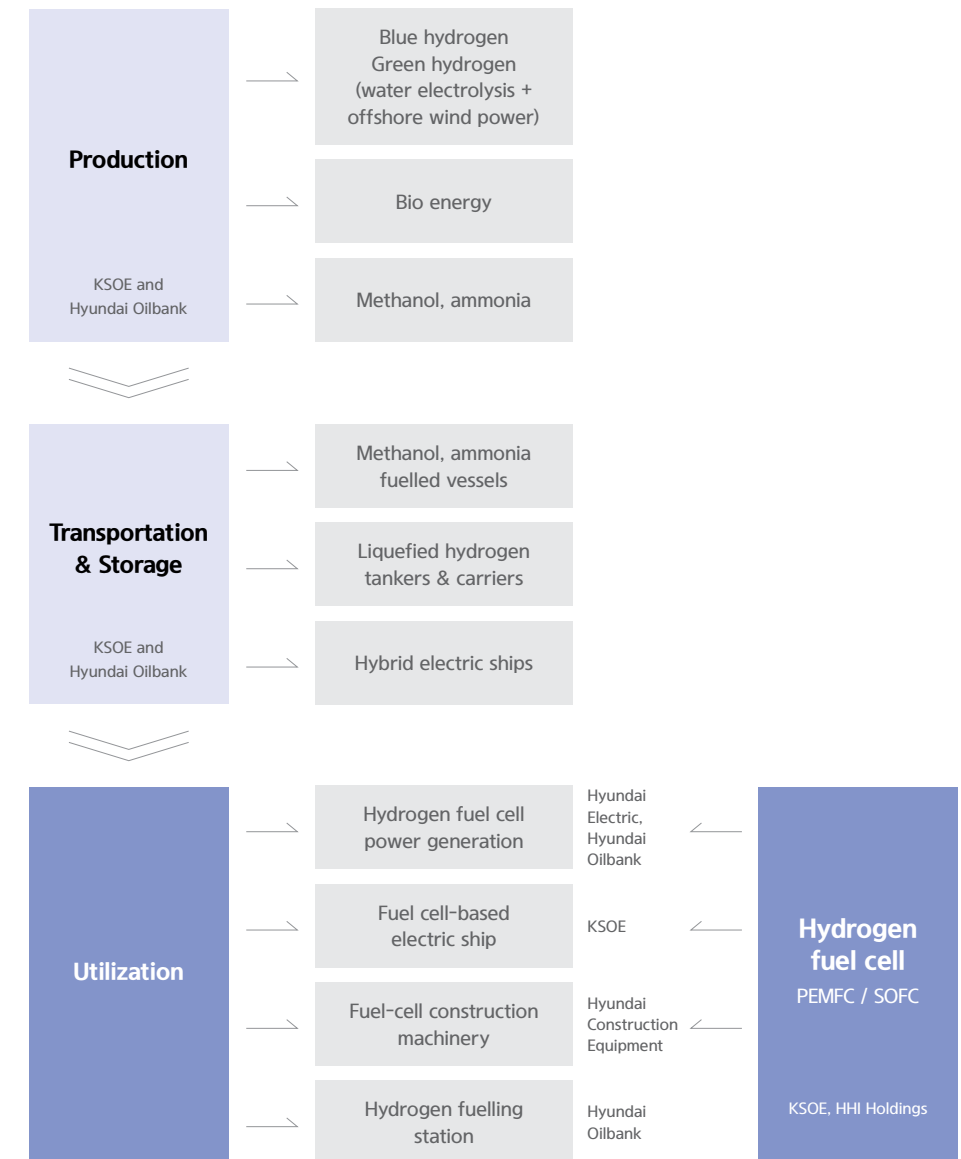 Production
KSOE and
Hyundai Oilbank
Blue hydrogen
Green hydrogen
(water electrolysis +
offshore wind power)
Bio energy
Methanol, ammonia
Transportation
& Storage
KSOE and
Hyundai Oilbank
Methanol, ammonia
fuelled vessels
Liquefied hydrogen
tankers & carriers
Hybrid electric ships
Utilization
Hydrogen fuel cell
power generation
Hyundai
Electric,
Hyundai
Oilbank
Fuel cell-based
electric ship
KSOE
Fuel-cell construction
machinery
Hyundai
Construction
Equipment
Hydrogen fuelling
station
Hyundai
Oilbank
Hydrogen
fuel cell
PEMFC / SOFC
KSOE, HHI Holdings